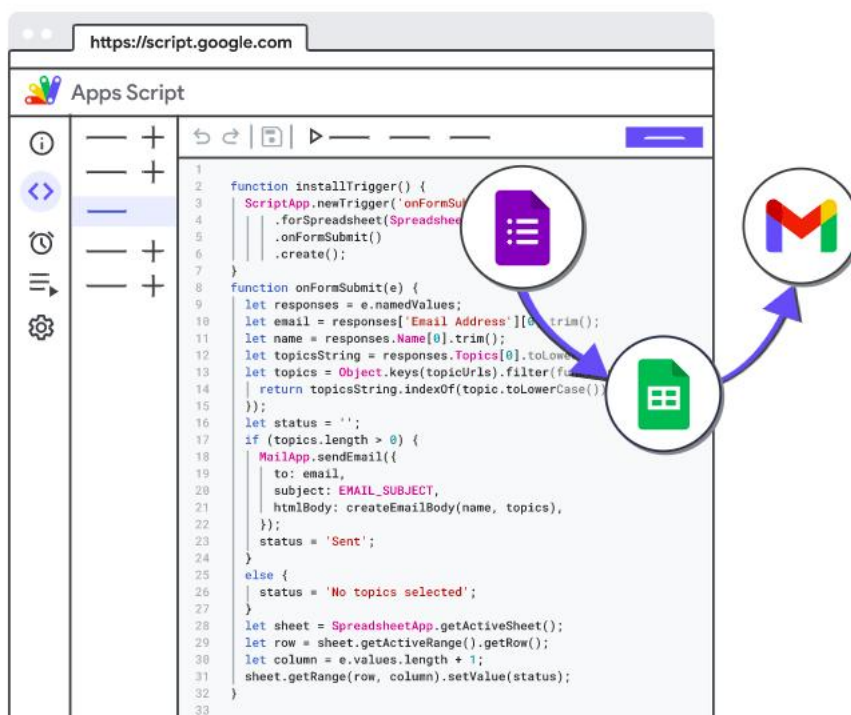 https://script.google.com
Apps Script
1
2 function installTrigger() {
3 ScriptApp.newTrigger('onFormSu
4 .forSpreadsheet(Spreadshee
5 .onFormSubmit()
6 .create();
7 }
8 function onFormSubmit(e) {
9 let responses = e.namedValues;
10 let email = responses['Email Address'][0].trim();
11 let name = responses.Name[0].trim();
12 let topicsString = responses.Topics[0].toLowe
13 let topics = Object.keys(topicUrls).filter(fun
14 return topicsString.indexOf(topic.toLowerCase())
15 });
16 let status = '';
17 if (topics.length > 0) {
18 MailApp.sendEmail({
19 to: email,
20 subject: EMAIL_SUBJECT,
21 htmlBody: createEmailBody(name, topics),
22 });
23 status = 'Sent';
24 }
25 else {
26 status = 'No topics selected';
27 }
28 let sheet = SpreadsheetApp.getActiveSheet();
29 let row = sheet.getActiveRange().getRow();
30 let column = e.values.length + 1;
31 sheet.getRange(row, column).setValue(status);
32 }
33